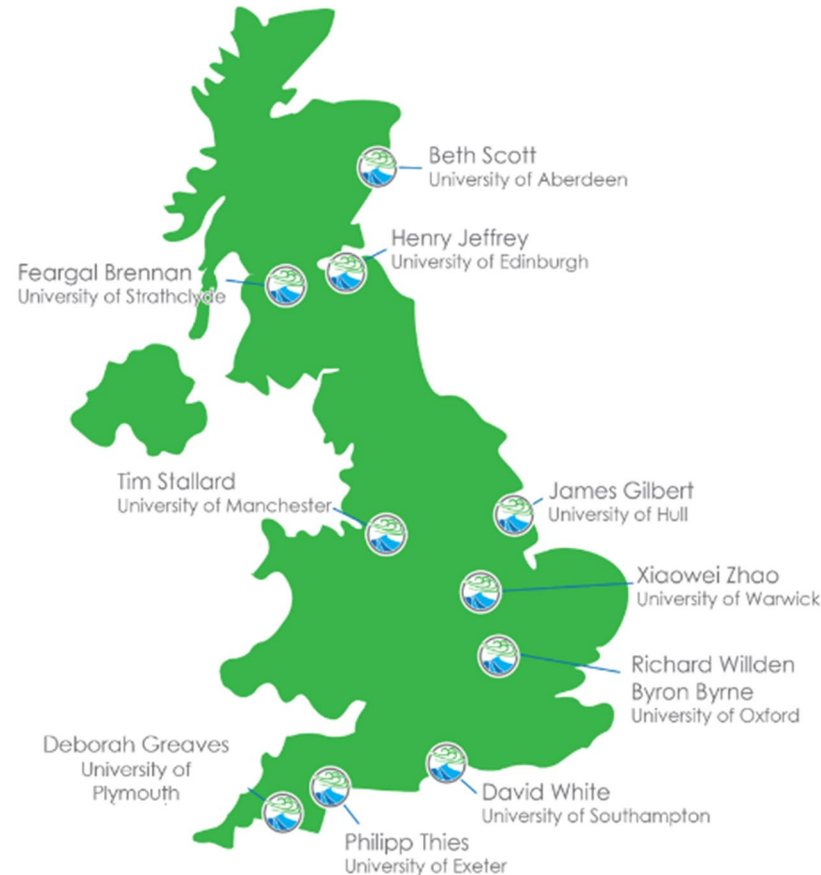 Beth Scott
University of Aberdeen
Henry Jeffrey
University of Edinburgh
Feargal Brennan
University of Strathclyde
Tim Stallard
University of Manchester
James Gilbert
University of Hull
Xiaowei Zhao
University of Warwick
Richard Willden
Byron Byrne
University of Oxford
Deborah Greaves
University of
Plymouth
David White
University of Southampton
Philipp Thies
University of Exeter